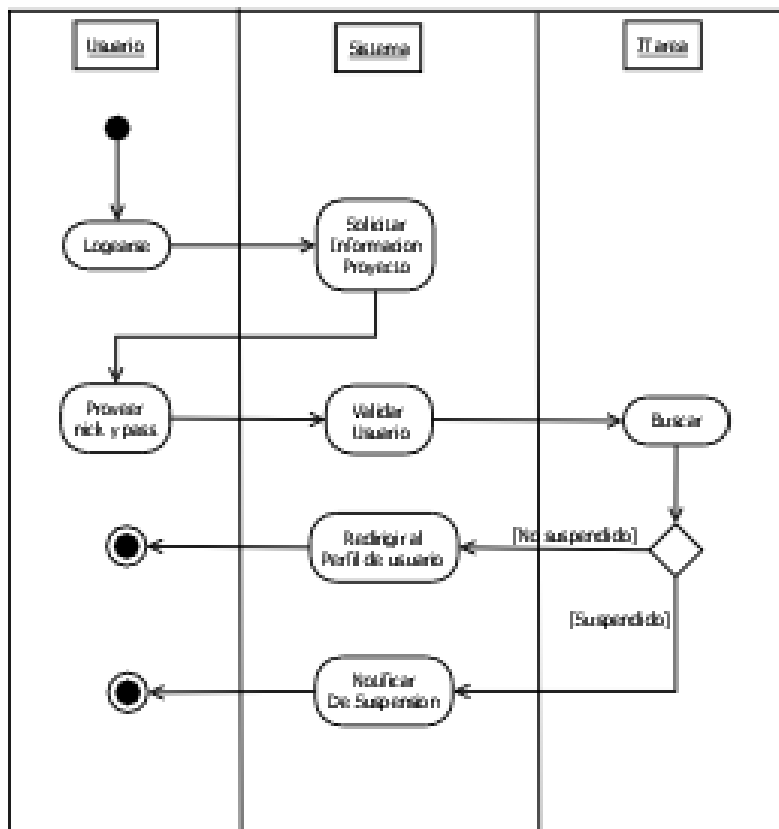 Usuario
Sistema
ITarea
Logearse
Solicitar
Informacion
Proyecto
Proveer
nick y pass
Validar
Usuario
Buscar
Redirigir al
Perfil de usuario
[No suspendido]
[Suspendido]
Notificar
De Suspension